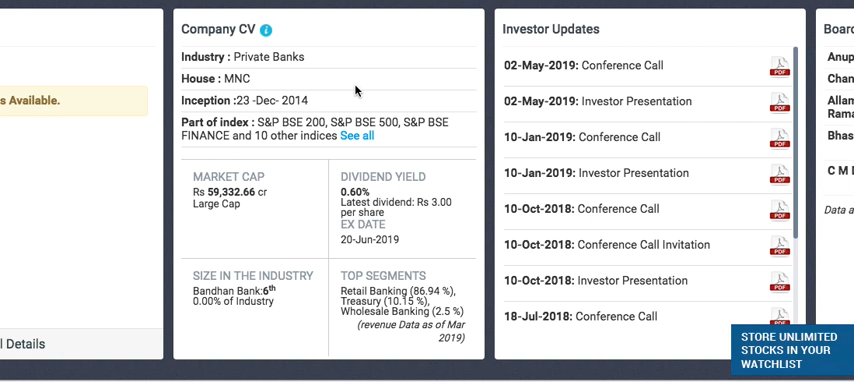 s Available.
l Details
Company CV
Industry : Private Banks
House : MNC
Inception :23 -Dec- 2014
Part of index : S&P BSE 200, S&P BSE 500, S&P BSE
FINANCE and 10 other indices See all
MARKET CAP
Rs 59,332.66 cr
Large Cap
DIVIDEND YIELD
0.60%
Latest dividend: Rs 3.00
per share
EX DATE
20-Jun-2019
SIZE IN THE INDUSTRY
Bandhan Bank:6th
0.00% of Industry
TOP SEGMENTS
Retail Banking (86.94 %),
Treasury (10.15 %),
Wholesale Banking (2.5 %)
(revenue Data as of Mar
2019)
Investor Updates
02-May-2019: Conference Call
PDF
02-May-2019: Investor Presentation
PDF
10-Jan-2019: Conference Call
PDF
10-Jan-2019: Investor Presentation
PDF
10-Oct-2018: Conference Call
PDF
10-Oct-2018: Conference Call Invitation
PDF
10-Oct-2018: Investor Presentation
PDF
18-Jul-2018: Conference Call
Board
Anup
Chan
Allam
Rama
Bhas
C M D
Data a
STORE UNLIMITED
STOCKS IN YOUR
WATCHLIST